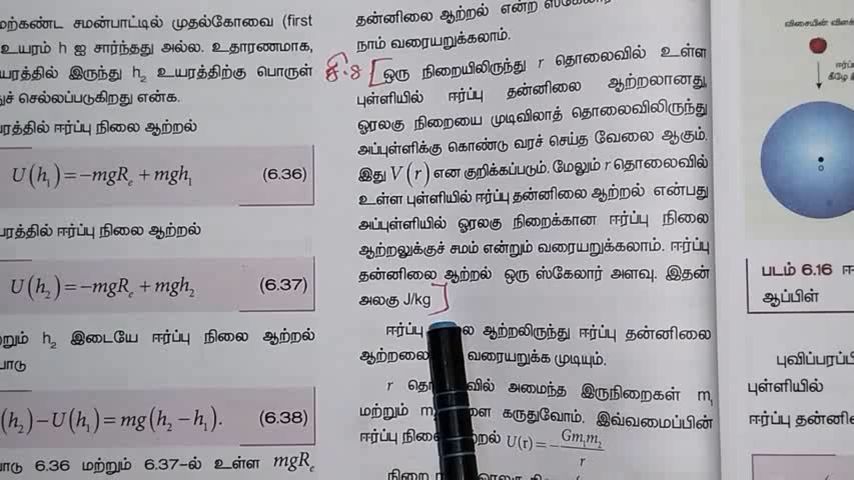 மற்கண்ட சமன்பாட்டில் முதல்கோவை (first
உயரம் h ஐ சார்ந்தது அல்ல. உதாரணமாக,
உயரத்தில் இருந்து h₂ உயரத்திற்கு பொருள்
துச் செல்லப்படுகிறது என்க.
உயரத்தில் ஈர்ப்பு நிலை ஆற்றல்
U(h₁) = −mgRₑ + mgh₁ (6.36)
உயரத்தில் ஈர்ப்பு நிலை ஆற்றல்
U(h₂) = −mgRₑ + mgh₂ (6.37)
ற்றும் h₂ இடையே ஈர்ப்பு நிலை ஆற்றல்
பாடு
(h₂) − U(h₁) = mg(h₂ − h₁). (6.38)
பாடு 6.36 மற்றும் 6.37-ல் உள்ள mgRₑ
தன்னிலை ஆற்றல் என்ற ஸ்கேலார்
நாம் வரையறுக்கலாம்.
8.8 [ஒரு நிறையிலிருந்து r தொலைவில் உள்ள
புள்ளியில் ஈர்ப்பு தன்னிலை ஆற்றலானது,
ஓரலகு நிறையை முடிவிலாத் தொலைவிலிருந்து
அப்புள்ளிக்கு கொண்டு வரச் செய்த வேலை ஆகும்.
இது V(r) என குறிக்கப்படும். மேலும் r தொலைவில்
உள்ள புள்ளியில் ஈர்ப்பு தன்னிலை ஆற்றல் என்பது
அப்புள்ளியில் ஓரலகு நிறைக்கான ஈர்ப்பு நிலை
ஆற்றலுக்குச் சமம் என்றும் வரையறுக்கலாம். ஈர்ப்பு
தன்னிலை ஆற்றல் ஒரு ஸ்கேலார் அளவு. இதன்
அலகு J/kg]
ஈர்ப்பு ஆற்றலிருந்து ஈர்ப்பு தன்னிலை
ஆற்றலை வரையறுக்க முடியும்.
r அமைந்த இருநிறைகள் m₁
மற்றும் கருதுவோம். இவ்வமைப்பின்
ஈர்ப்பு U(r) = − Gm₁m₂ / r
விசையின்
ஈர்ப்
கீழே
படம் 6.16 ஈ
ஆப்பிள்
புவிப்பரப்பி
புள்ளியில்
ஈர்ப்பு தன்னி